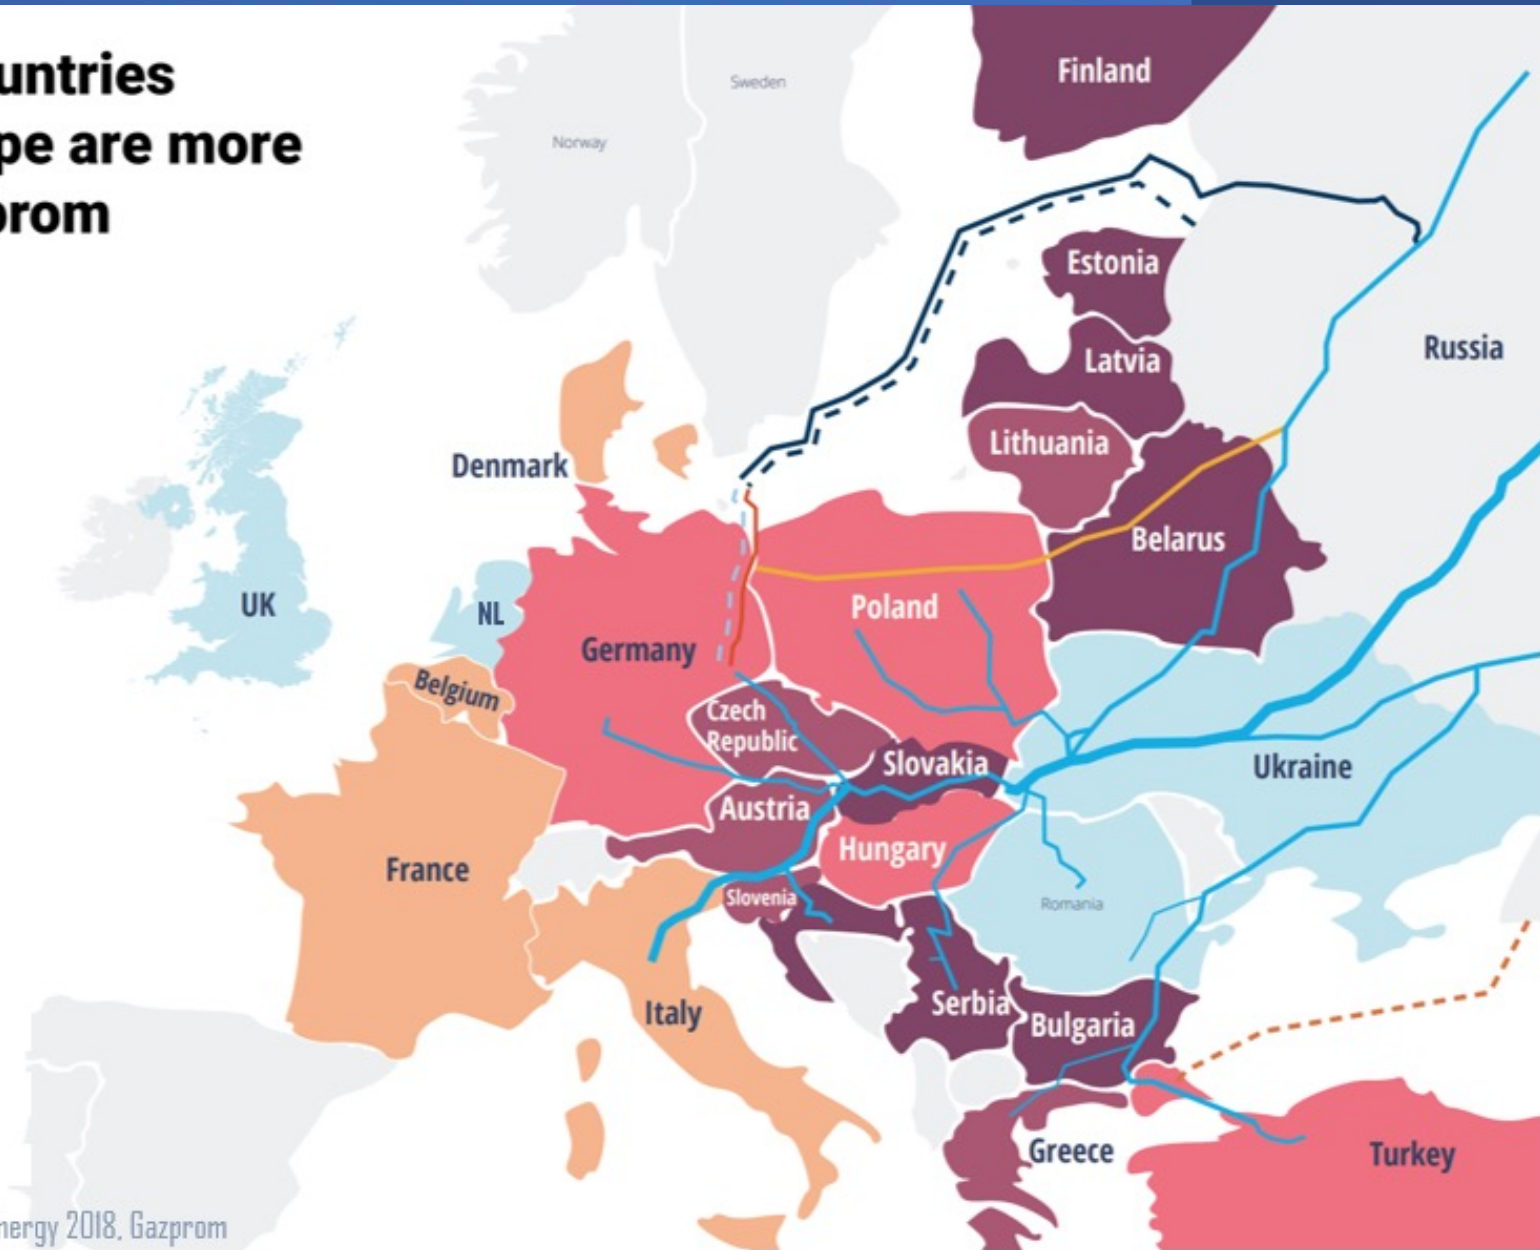 untries
pe are more
prom
Finland
Sweden
Norway
Estonia
Russia
Latvia
Lithuania
Denmark
Belarus
UK
NL
Poland
Germany
Belgium
Czech
Republic
Slovakia
Ukraine
Austria
Hungary
France
Slovenia
Romania
Serbia
Italy
Bulgaria
Greece
Turkey
nergy 2018, Gazprom